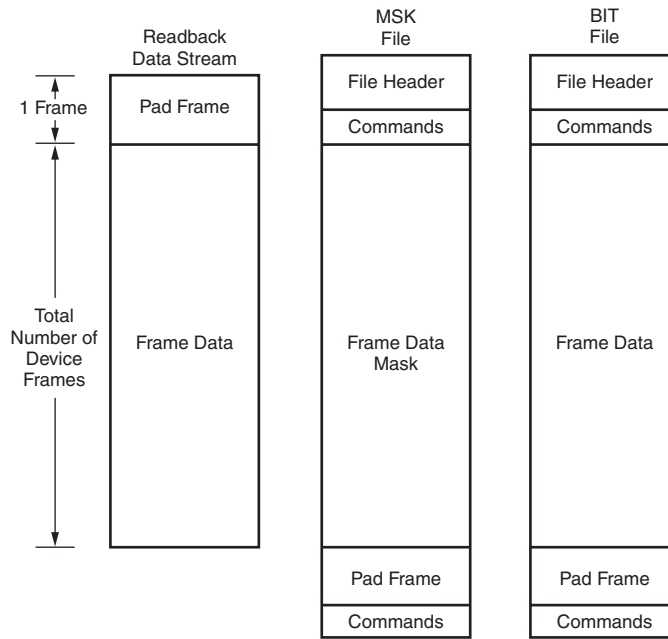 Readback
Data Stream
MSK
File
BIT
File
1 Frame
Pad Frame
File Header
File Header
Commands
Commands
Total
Number of
Device
Frames
Frame Data
Frame Data
Mask
Frame Data
Pad Frame
Pad Frame
Commands
Commands